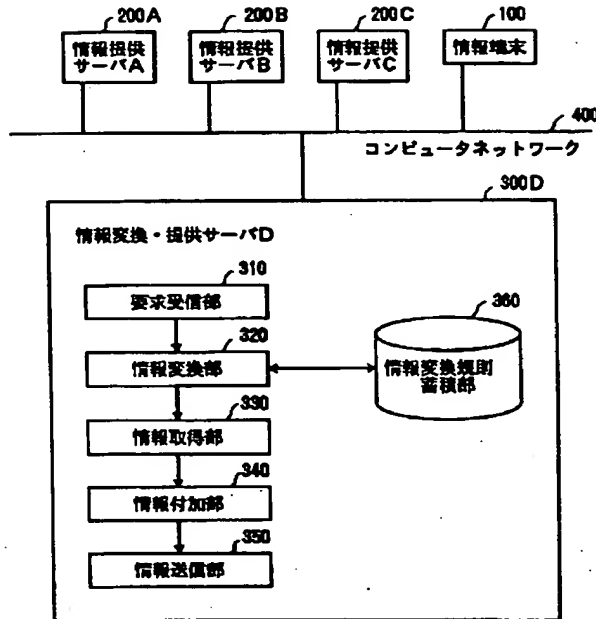 200A
200B
200C
100
情報提供
サーバA
情報提供
サーバB
情報提供
サーバC
情報端末
400
コンピュータネットワーク
300D
情報変換・提供サーバD
310
要求受信部
320
情報変換部
360
情報変換規則
蓄積部
330
情報取得部
340
情報付加部
350
情報送信部